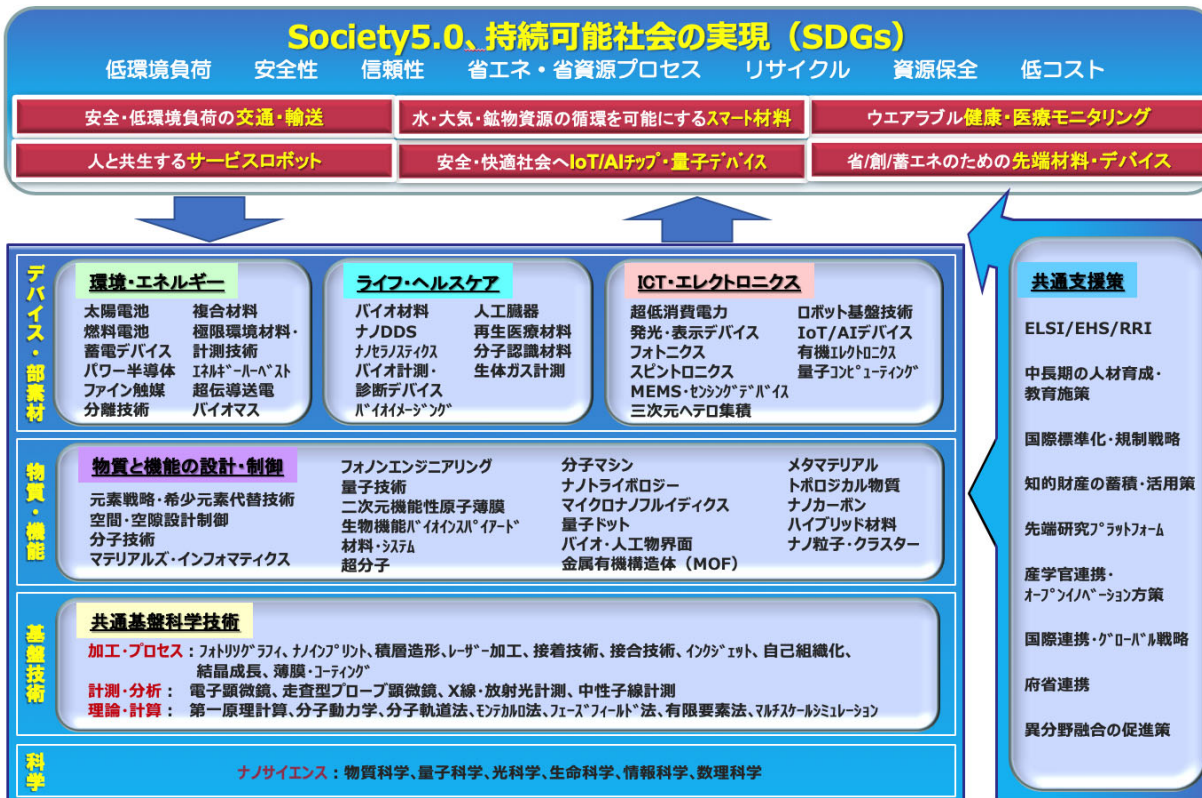 Society5.0、持続可能社会の実現（SDGs）
低環境負荷　安全性　信頼性　省エネ・省資源プロセス　リサイクル　資源保全　低コスト
安全・低環境負荷の交通・輸送
水・大気・鉱物資源の循環を可能にするスマート材料
ウエアラブル健康・医療モニタリング
人と共生するサービスロボット
安全・快適社会へIoT/AIチップ・量子デバイス
省/創/蓄エネのための先端材料・デバイス
デバイス・部素材
環境・エネルギー
太陽電池
燃料電池
蓄電デバイス
パワー半導体
ファイン触媒
分離技術
複合材料
極限環境材料・
計測技術
エネルギーハーベスト
超伝導送電
バイオマス
ライフ・ヘルスケア
バイオ材料
ナノDDS
ナノセラノスティクス
バイオ計測・
診断デバイス
バイオイメージング
人工臓器
再生医療材料
分子認識材料
生体ガス計測
ICT・エレクトロニクス
超低消費電力
発光・表示デバイス
フォトニクス
スピントロニクス
MEMS・センシングデバイス
三次元ヘテロ集積
ロボット基盤技術
IoT/AIデバイス
有機エレクトロニクス
量子コンピューティング
物質・機能
物質と機能の設計・制御
元素戦略・希少元素代替技術
空間・空隙設計制御
分子技術
マテリアルズ・インフォマティクス
フォノンエンジニアリング
量子技術
二次元機能性原子薄膜
生物機能バイオインスパイアード
材料・システム
超分子
分子マシン
ナノトライボロジー
マイクロナノフルイディクス
量子ドット
バイオ・人工物界面
金属有機構造体（MOF）
メタマテリアル
トポロジカル物質
ナノカーボン
ハイブリッド材料
ナノ粒子・クラスター
基盤技術
共通基盤科学技術
加工・プロセス：フォトリソグラフィ、ナノインプリント、積層造形、レーザー加工、接着技術、接合技術、インクジェット、自己組織化、
結晶成長、薄膜・コーティング
計測・分析：電子顕微鏡、走査型プローブ顕微鏡、X線・放射光計測、中性子線計測
理論・計算：第一原理計算、分子動力学、分子軌道法、モンテカルロ法、フェーズフィールド法、有限要素法、マルチスケールシミュレーション
科学
ナノサイエンス：物質科学、量子科学、光科学、生命科学、情報科学、数理科学
共通支援策
ELSI/EHS/RRI
中長期の人材育成・
教育施策
国際標準化・規制戦略
知的財産の蓄積・活用策
先端研究プラットフォーム
産学官連携・
オープンイノベーション方策
国際連携・グローバル戦略
府省連携
異分野融合の促進策